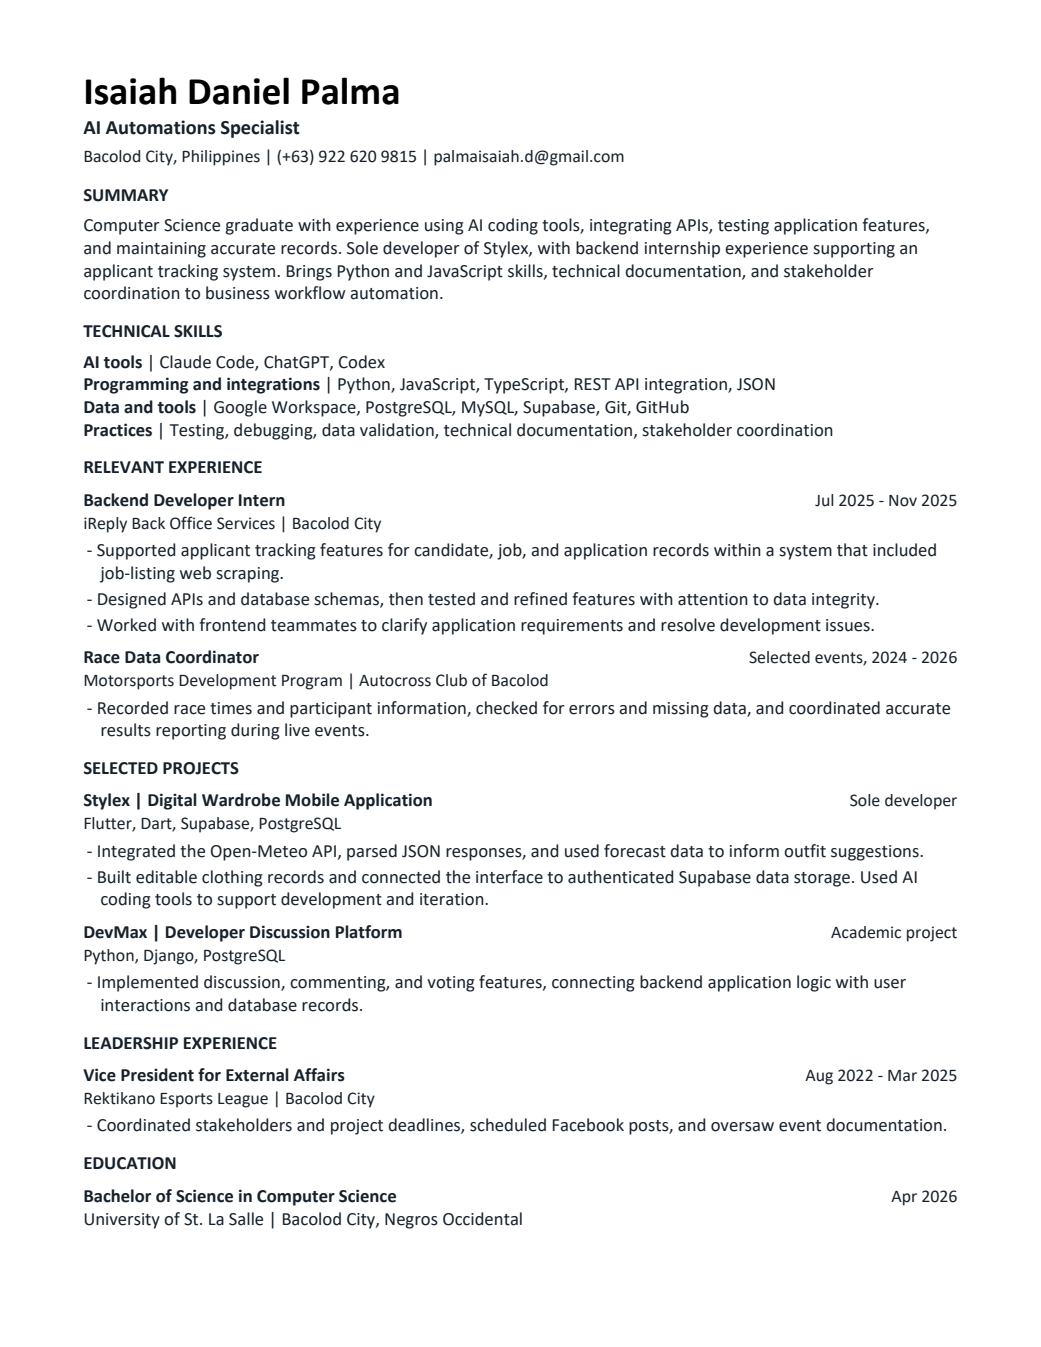 Isaiah Daniel Palma
AI Automations Specialist
Bacolod City, Philippines | (+63) 922 620 9815 | palmaisaiah.d@gmail.com
SUMMARY
Computer Science graduate with experience using AI coding tools, integrating APIs, testing application features,
and maintaining accurate records. Sole developer of Stylex, with backend internship experience supporting an
applicant tracking system. Brings Python and JavaScript skills, technical documentation, and stakeholder
coordination to business workflow automation.
TECHNICAL SKILLS
AI tools | Claude Code, ChatGPT, Codex
Programming and integrations | Python, JavaScript, TypeScript, REST API integration, JSON
Data and tools | Google Workspace, PostgreSQL, MySQL, Supabase, Git, GitHub
Practices | Testing, debugging, data validation, technical documentation, stakeholder coordination
RELEVANT EXPERIENCE
Backend Developer Intern Jul 2025 - Nov 2025
iReply Back Office Services | Bacolod City
- Supported applicant tracking features for candidate, job, and application records within a system that included
job-listing web scraping.
- Designed APIs and database schemas, then tested and refined features with attention to data integrity.
- Worked with frontend teammates to clarify application requirements and resolve development issues.
Race Data Coordinator Selected events, 2024 - 2026
Motorsports Development Program | Autocross Club of Bacolod
- Recorded race times and participant information, checked for errors and missing data, and coordinated accurate
results reporting during live events.
SELECTED PROJECTS
Stylex | Digital Wardrobe Mobile Application Sole developer
Flutter, Dart, Supabase, PostgreSQL
- Integrated the Open-Meteo API, parsed JSON responses, and used forecast data to inform outfit suggestions.
- Built editable clothing records and connected the interface to authenticated Supabase data storage. Used AI
coding tools to support development and iteration.
DevMax | Developer Discussion Platform Academic project
Python, Django, PostgreSQL
- Implemented discussion, commenting, and voting features, connecting backend application logic with user
interactions and database records.
LEADERSHIP EXPERIENCE
Vice President for External Affairs Aug 2022 - Mar 2025
Rektikano Esports League | Bacolod City
- Coordinated stakeholders and project deadlines, scheduled Facebook posts, and oversaw event documentation.
EDUCATION
Bachelor of Science in Computer Science Apr 2026
University of St. La Salle | Bacolod City, Negros Occidental